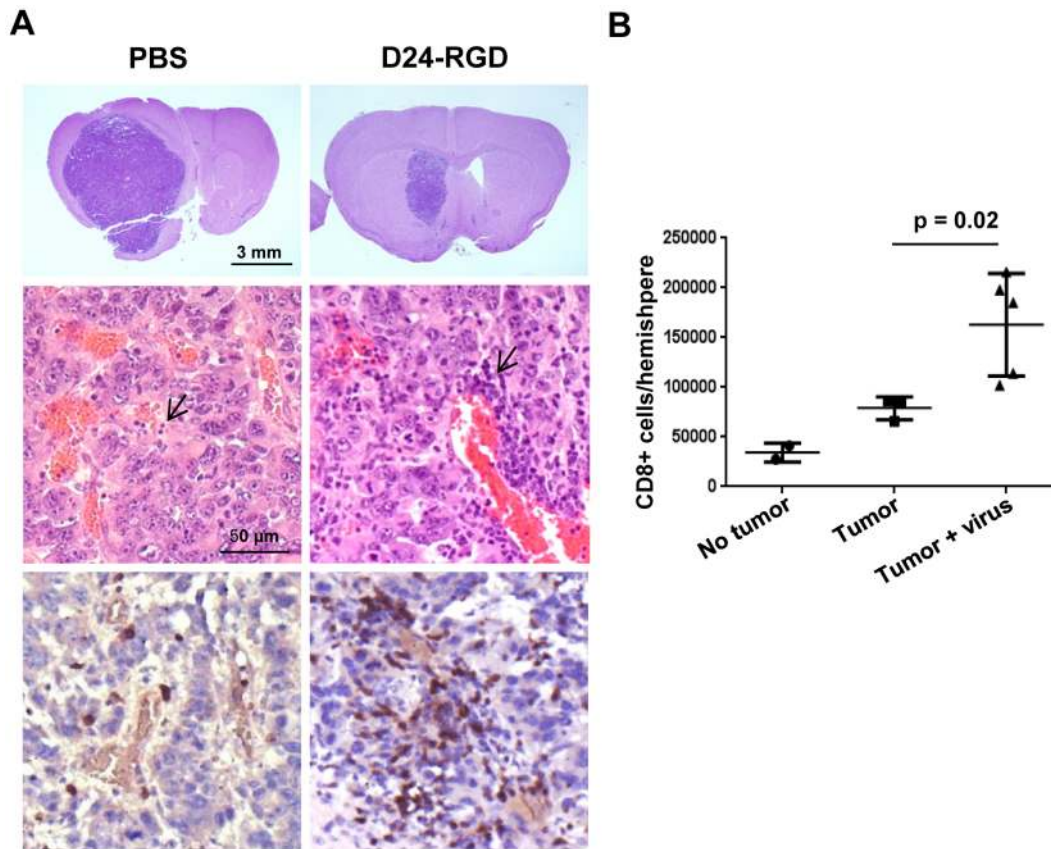 A
PBS
D24-RGD
3 mm
50 µm
B
p = 0.02
CD8+ cells/hemishpere
250000
200000
150000
100000
50000
0
No tumor
Tumor
Tumor + virus